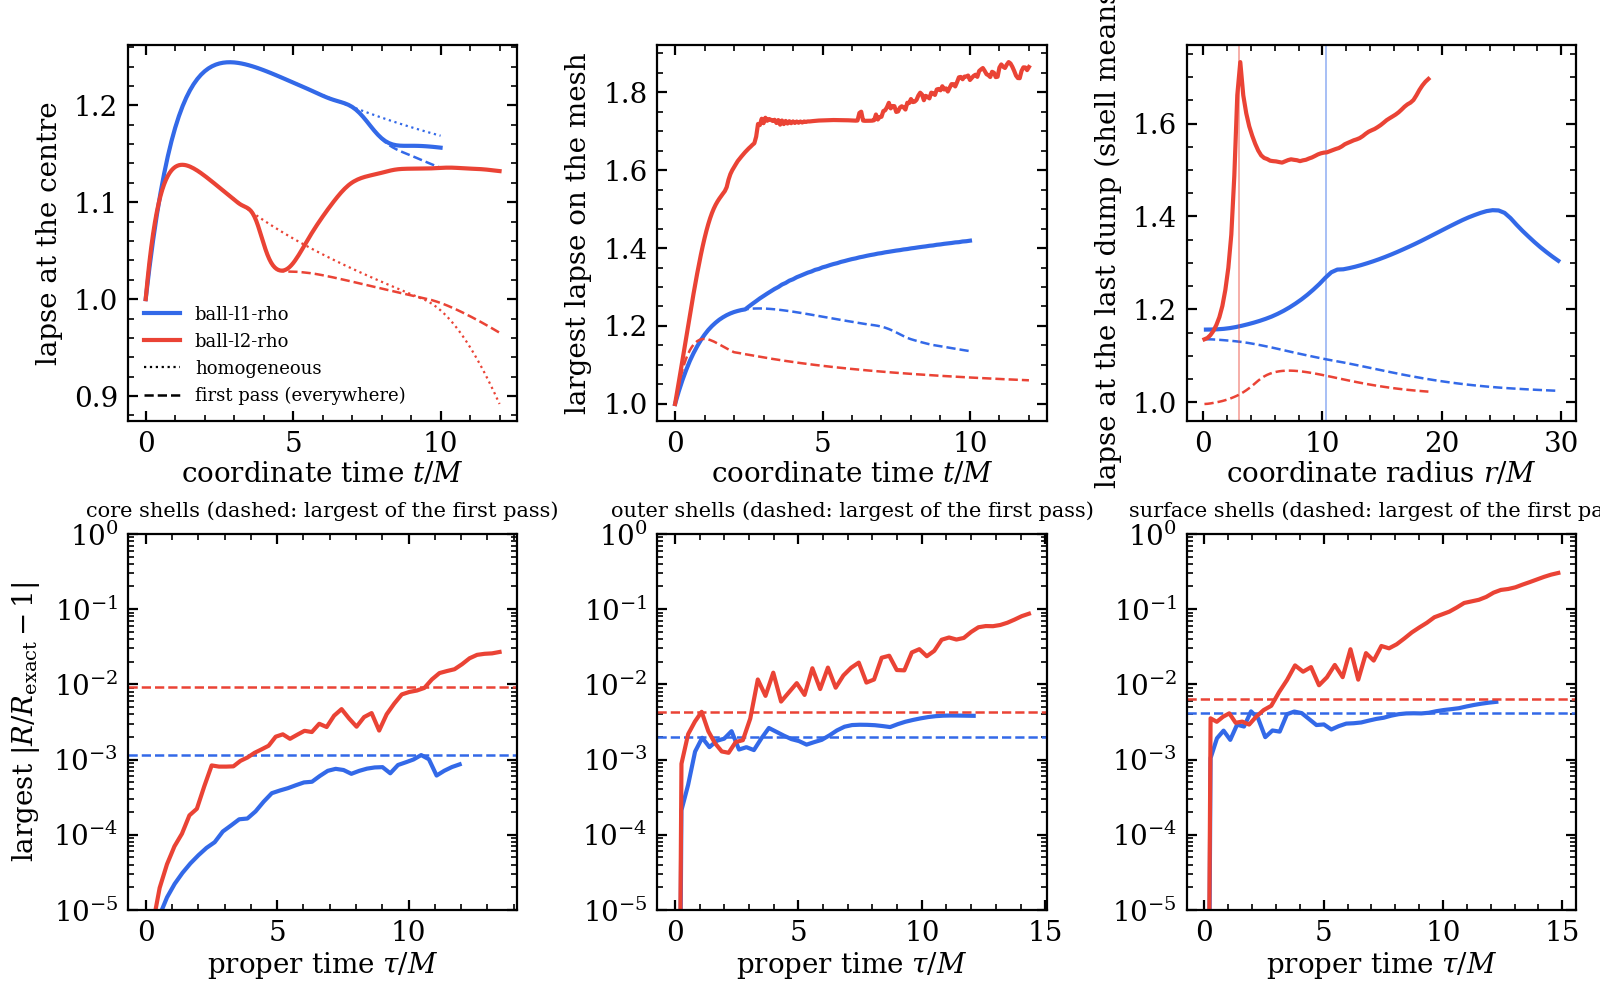 lapse at the centre
1.2
1.1
1.0
0.9
ball-l1-rho
ball-l2-rho
homogeneous
first pass (everywhere)
0 5 10
coordinate time t/M
largest lapse on the mesh
1.8
1.6
1.4
1.2
1.0
0 5 10
coordinate time t/M
lapse at the last dump (shell means
1.6
1.4
1.2
1.0
0 10 20 30
coordinate radius r/M
core shells (dashed: largest of the first pass)
largest |R/R_exact − 1|
10^0
10^−1
10^−2
10^−3
10^−4
10^−5
0 5 10
proper time τ/M
outer shells (dashed: largest of the first pass)
10^0
10^−1
10^−2
10^−3
10^−4
10^−5
0 5 10 15
proper time τ/M
surface shells (dashed: largest of the first pa
10^0
10^−1
10^−2
10^−3
10^−4
10^−5
0 5 10 15
proper time τ/M